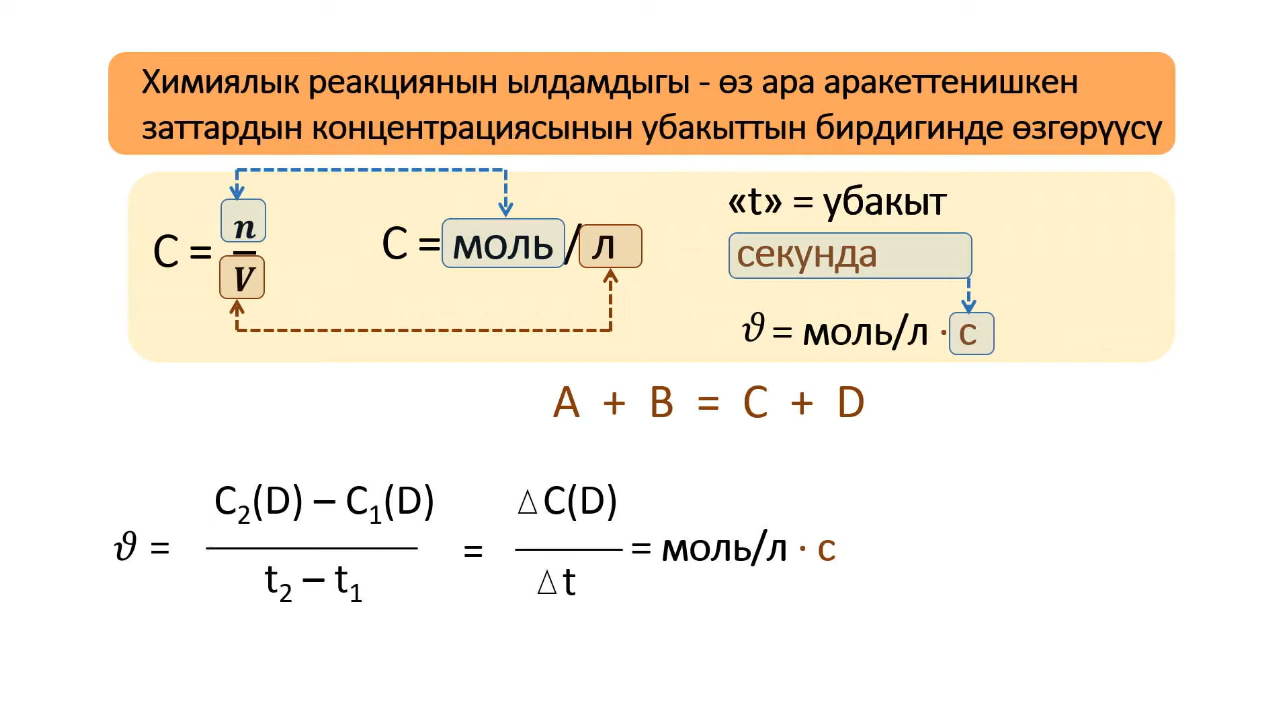 Химиялык реакциянын ылдамдыгы - өз ара аракеттенишкен
заттардын концентрациясынын убакыттын бирдигинде өзгөрүүсү
C = n/V
C = моль/л
«t» = убакыт
секунда
𝜗 = моль/л · с
A + B = C + D
𝜗 = C₂(D) – C₁(D) / t₂ – t₁ = △C(D) / △t = моль/л · с